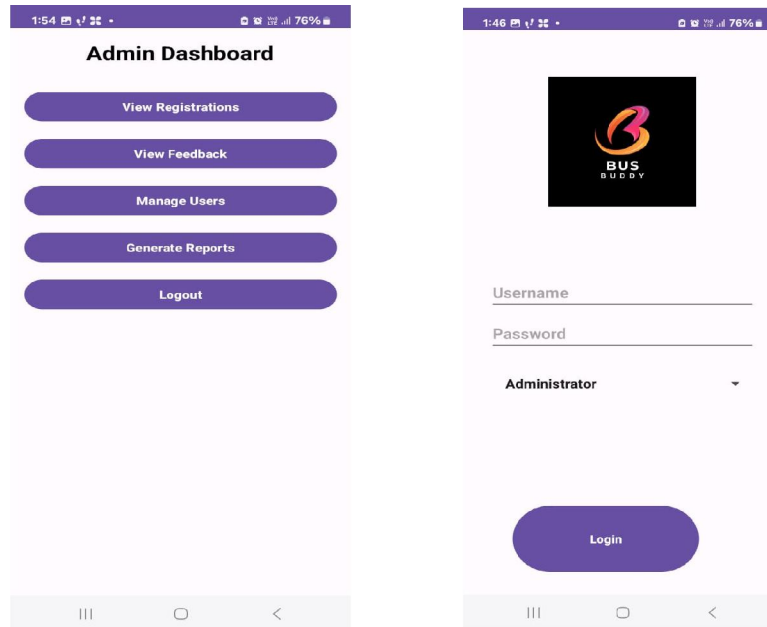 1:54
76%
Admin Dashboard
View Registrations
View Feedback
Manage Users
Generate Reports
Logout
1:46
76%
BUS
BUDDY
Username
Password
Administrator
Login